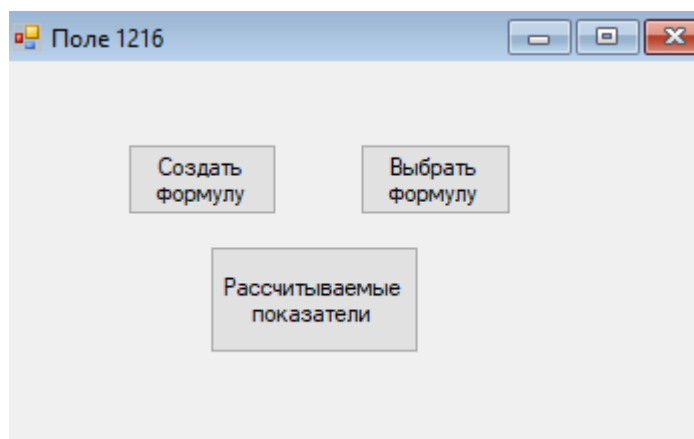 Поле 1216
Создать
формулу
Выбрать
формулу
Рассчитываемые
показатели